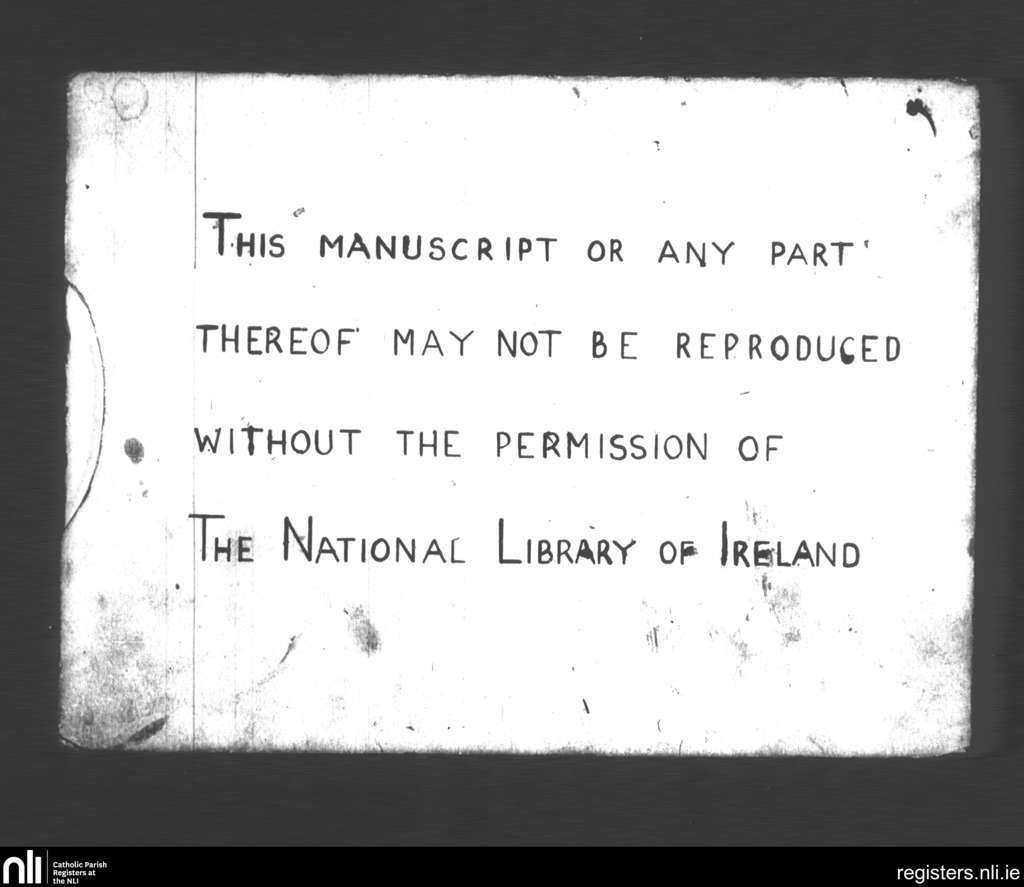 THIS MANUSCRIPT OR ANY PART
THEREOF MAY NOT BE REPRODUCED
WITHOUT THE PERMISSION OF
THE NATIONAL LIBRARY OF IRELAND
nli
Catholic Parish
Registers at
the NLI
registers.nli.ie